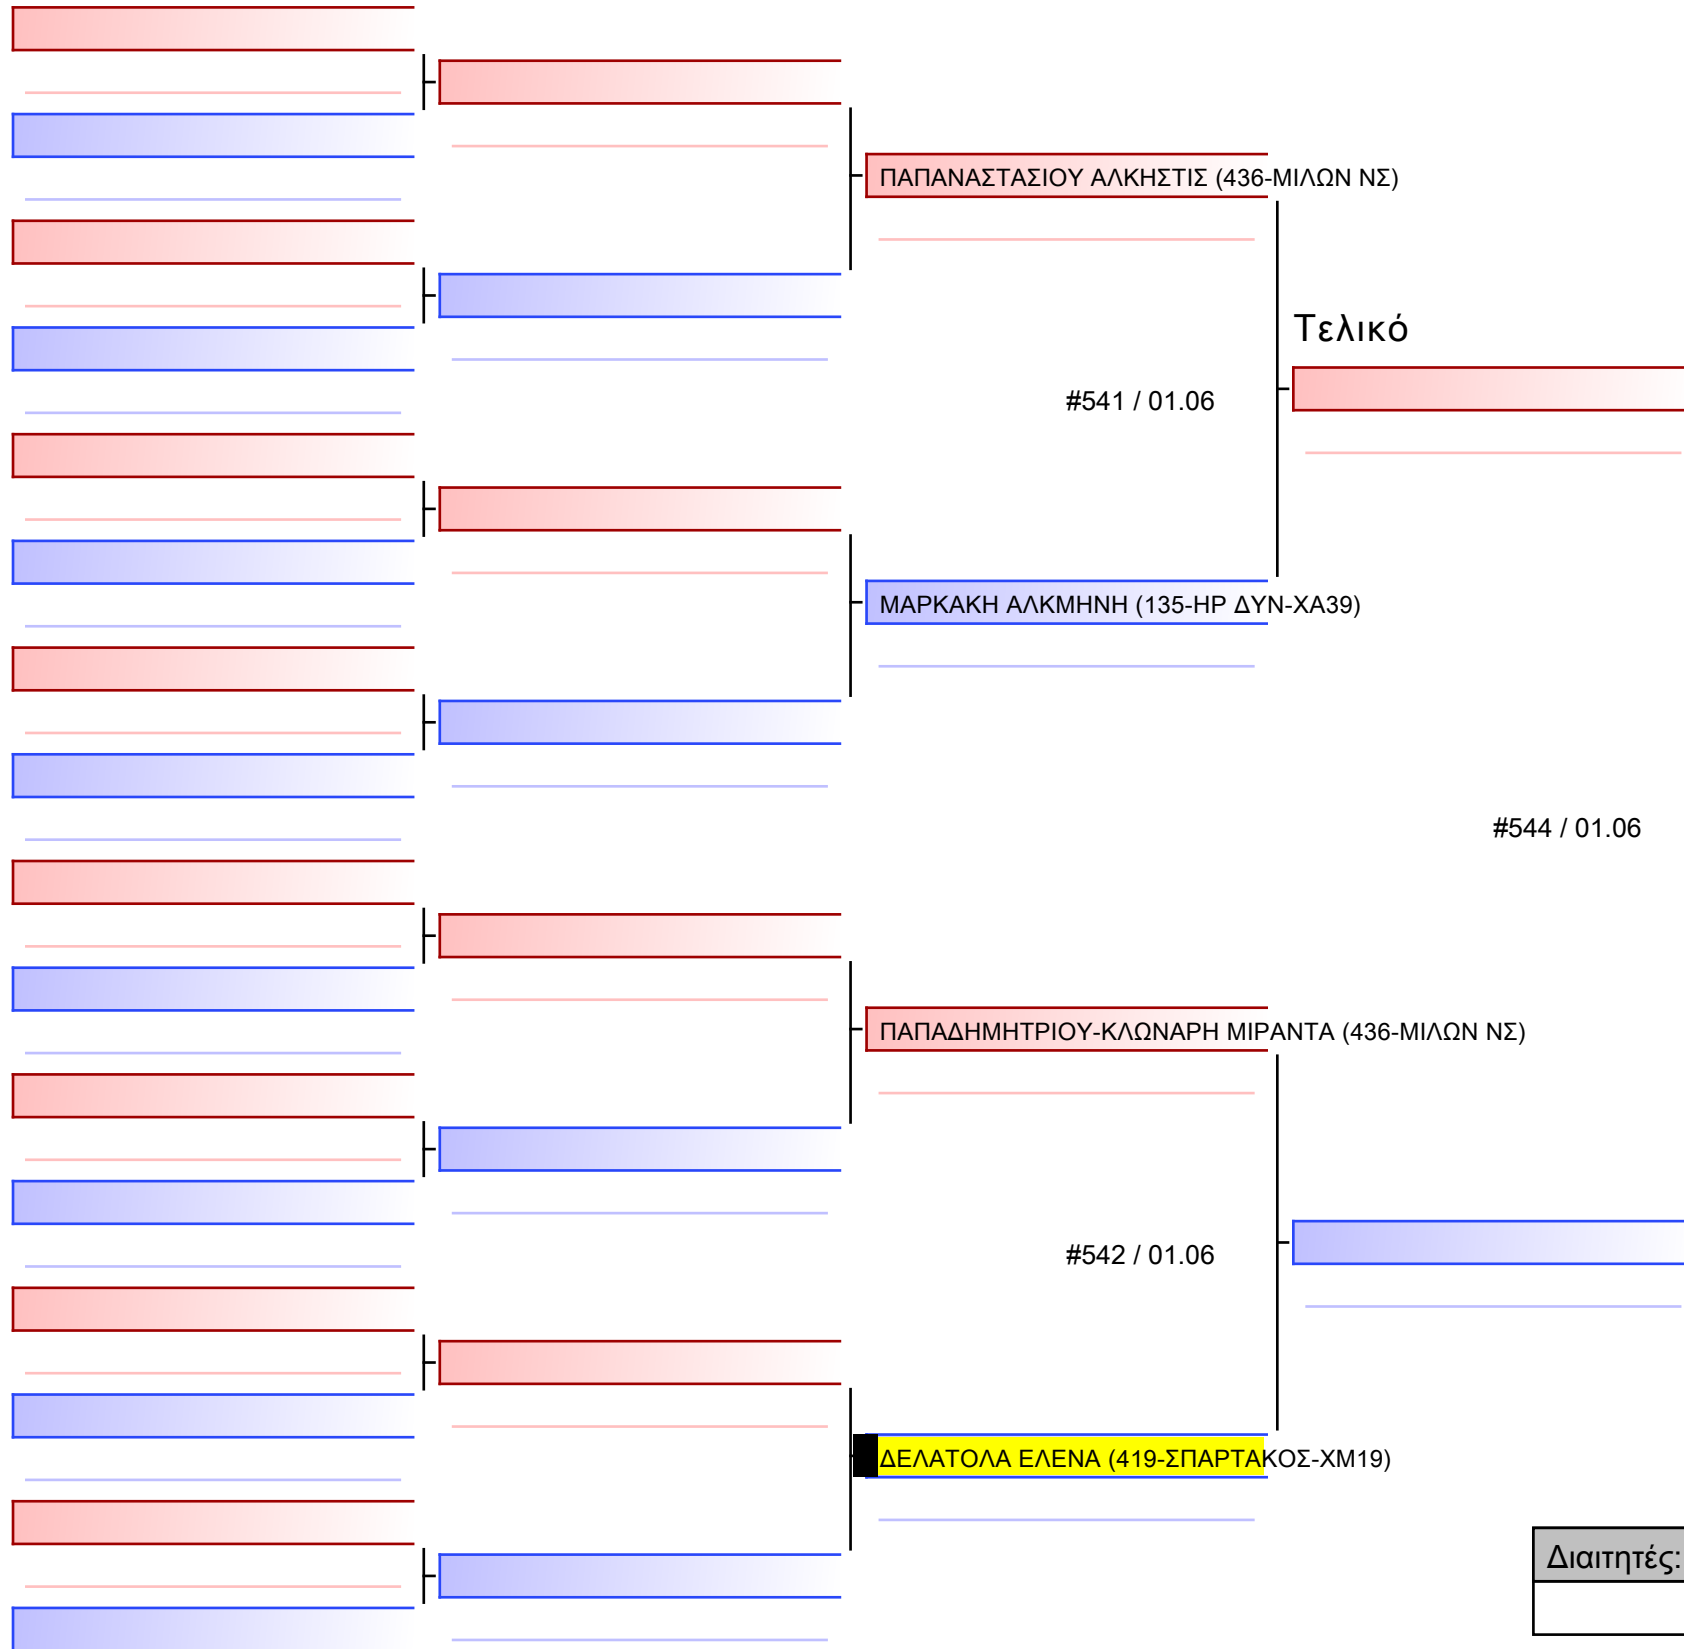 ΠΑΠΑΝΑΣΤΑΣΙΟΥ ΑΛΚΗΣΤΙΣ (436-ΜΙΛΩΝ ΝΣ)
Τελικό
#541 / 01.06
ΜΑΡΚΑΚΗ ΑΛΚΜΗΝΗ (135-ΗΡ ΔΥΝ-ΧΑ39)
#544 / 01.06
ΠΑΠΑΔΗΜΗΤΡΙΟΥ-ΚΛΩΝΑΡΗ ΜΙΡΑΝΤΑ (436-ΜΙΛΩΝ ΝΣ)
#542 / 01.06
ΔΕΛΑΤΟΛΑ ΕΛΕΝΑ (419-ΣΠΑΡΤΑΚΟΣ-ΧΜ19)
Διαιτητές: